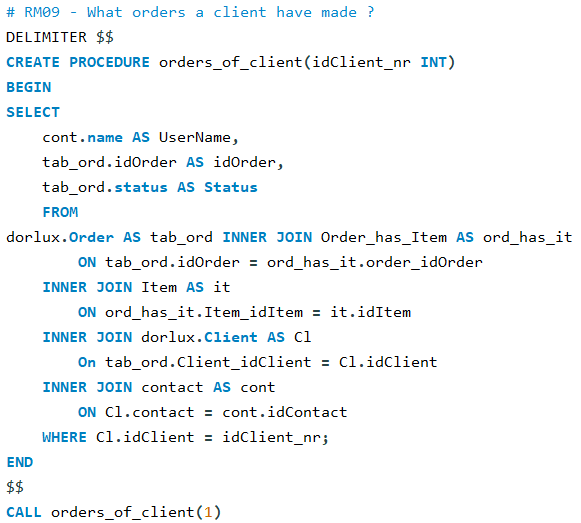 # RM09 - What orders a client have made ?
DELIMITER $$
CREATE PROCEDURE orders_of_client(idClient_nr INT)
BEGIN
SELECT
    cont.name AS UserName,
    tab_ord.idOrder AS idOrder,
    tab_ord.status AS Status
    FROM
dorlux.Order AS tab_ord INNER JOIN Order_has_Item AS ord_has_it
        ON tab_ord.idOrder = ord_has_it.order_idOrder
    INNER JOIN Item AS it
        ON ord_has_it.Item_idItem = it.idItem
    INNER JOIN dorlux.Client AS Cl
        On tab_ord.Client_idClient = Cl.idClient
    INNER JOIN contact AS cont
        ON Cl.contact = cont.idContact
    WHERE Cl.idClient = idClient_nr;
END
$$
CALL orders_of_client(1)